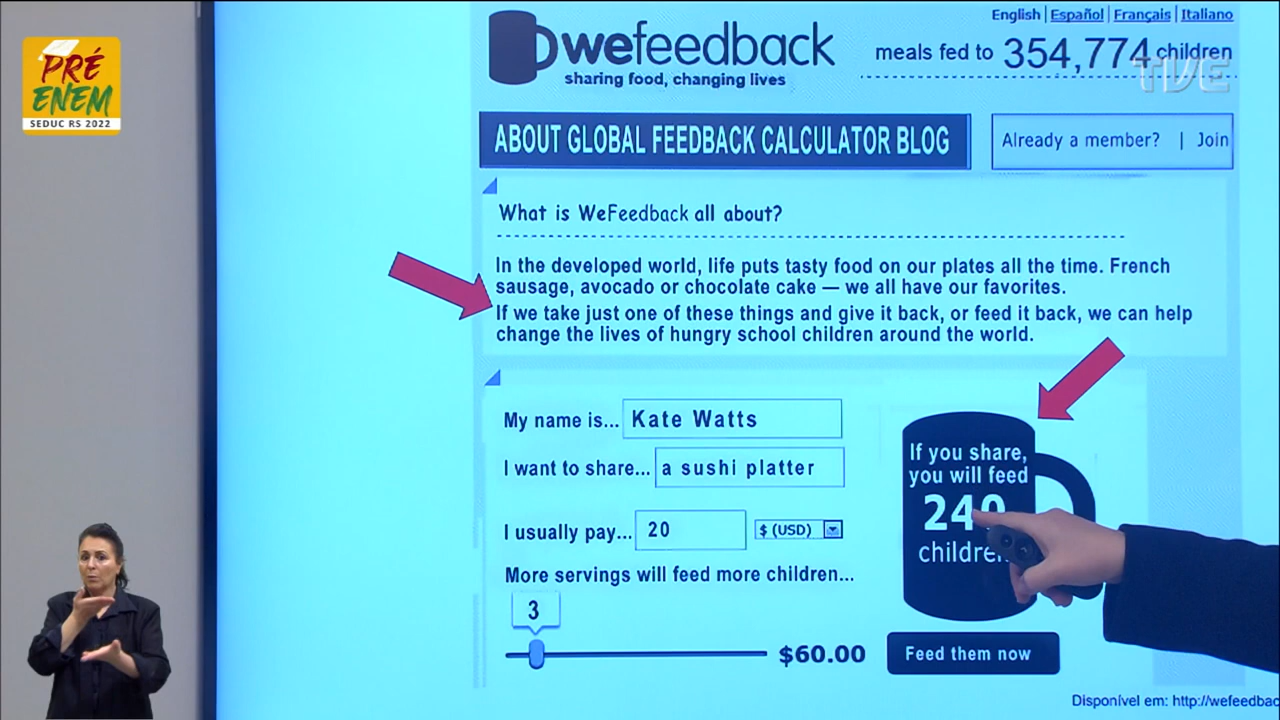 PRÉ
ENEM
SEDUC RS 2022
English | Español | Français | Italiano
wefeedback
sharing food, changing lives
meals fed to 354,774 children
TVE
ABOUT GLOBAL FEEDBACK CALCULATOR BLOG
Already a member? | Join
What is WeFeedback all about?
In the developed world, life puts tasty food on our plates all the time. French
sausage, avocado or chocolate cake — we all have our favorites.
If we take just one of these things and give it back, or feed it back, we can help
change the lives of hungry school children around the world.
My name is... Kate Watts
I want to share... a sushi platter
I usually pay... 20 $ (USD)
More servings will feed more children...
3
$60.00
If you share,
you will feed
240
children
Feed them now
Disponível em: http://wefeedbac